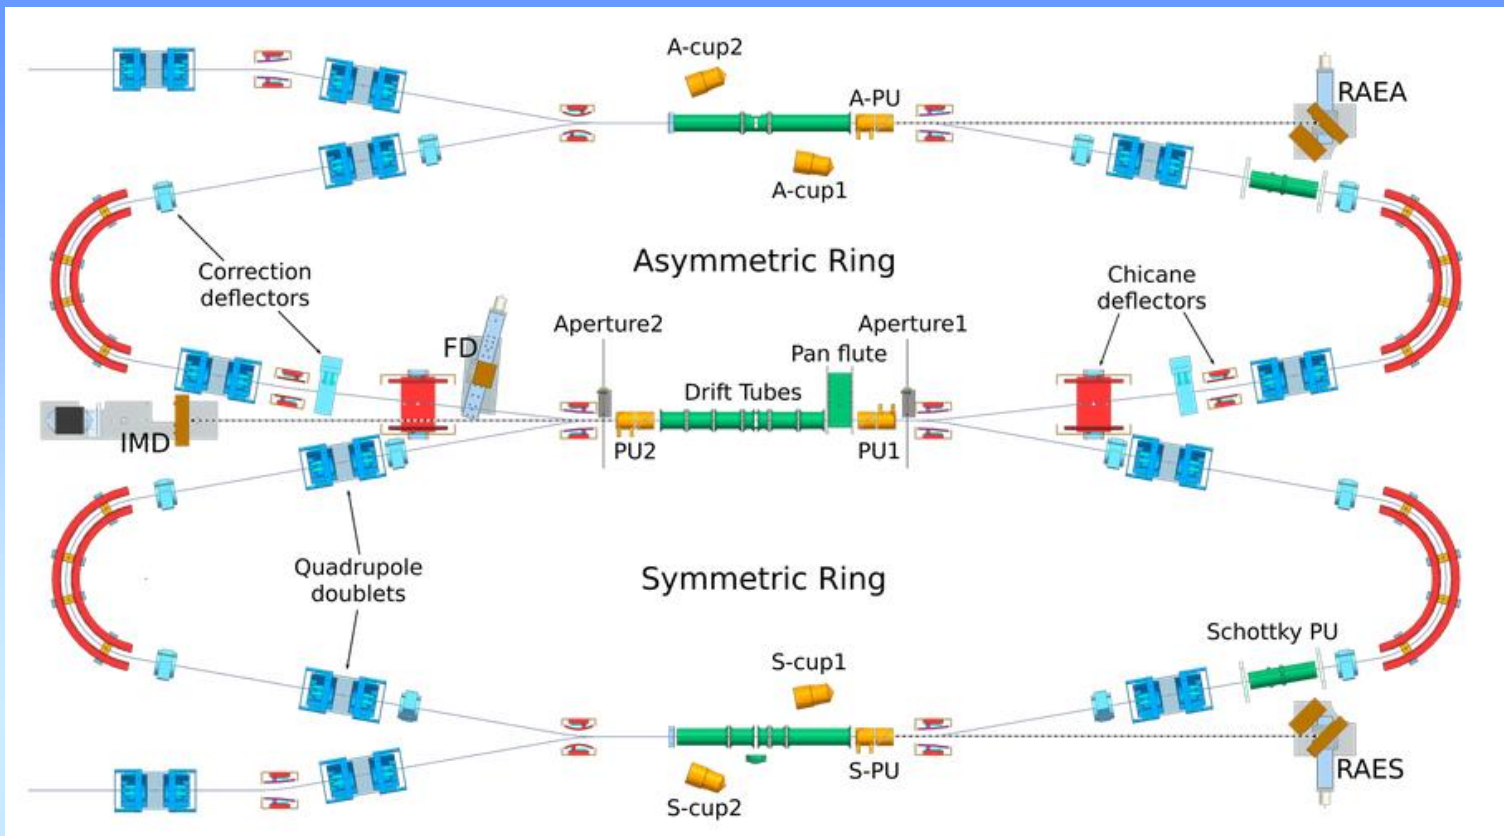 A-cup2
A-PU
RAEA
A-cup1
Asymmetric Ring
Correction
deflectors
Chicane
deflectors
FD
Aperture2
Aperture1
Pan flute
Drift Tubes
IMD
PU2
PU1
Quadrupole
doublets
Symmetric Ring
Schottky PU
S-cup1
S-PU
RAES
S-cup2